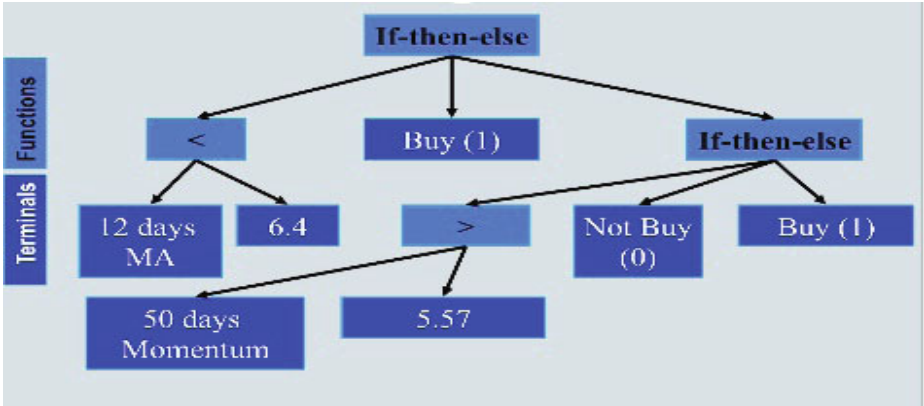 If-then-else
Functions
<
Buy (1)
If-then-else
Terminals
12 days
MA
6.4
>
Not Buy
(0)
Buy (1)
50 days
Momentum
5.57